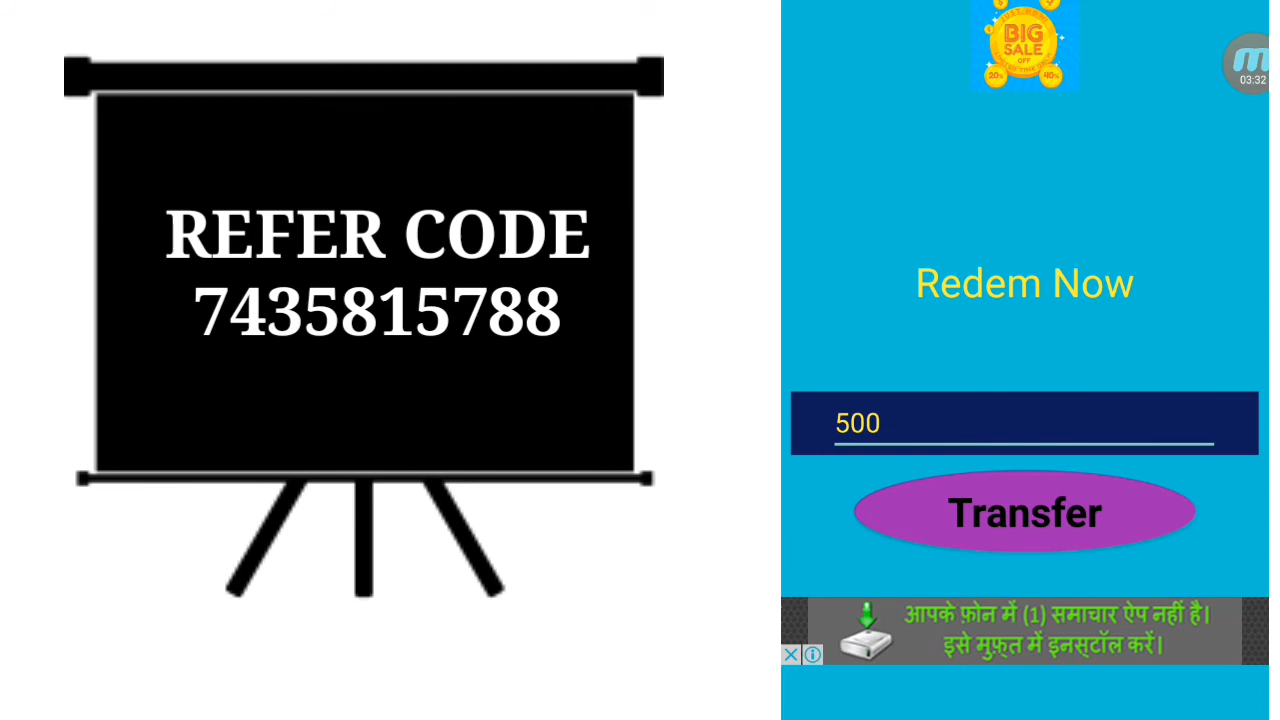 REFER CODE
7435815788
BIG
SALE
OFF
20%
40%
03:32
Redem Now
500
Transfer
आपके फ़ोन में (1) समाचार ऐप नहीं है।
इसे मुफ़्त में इनस्टॉल करें।